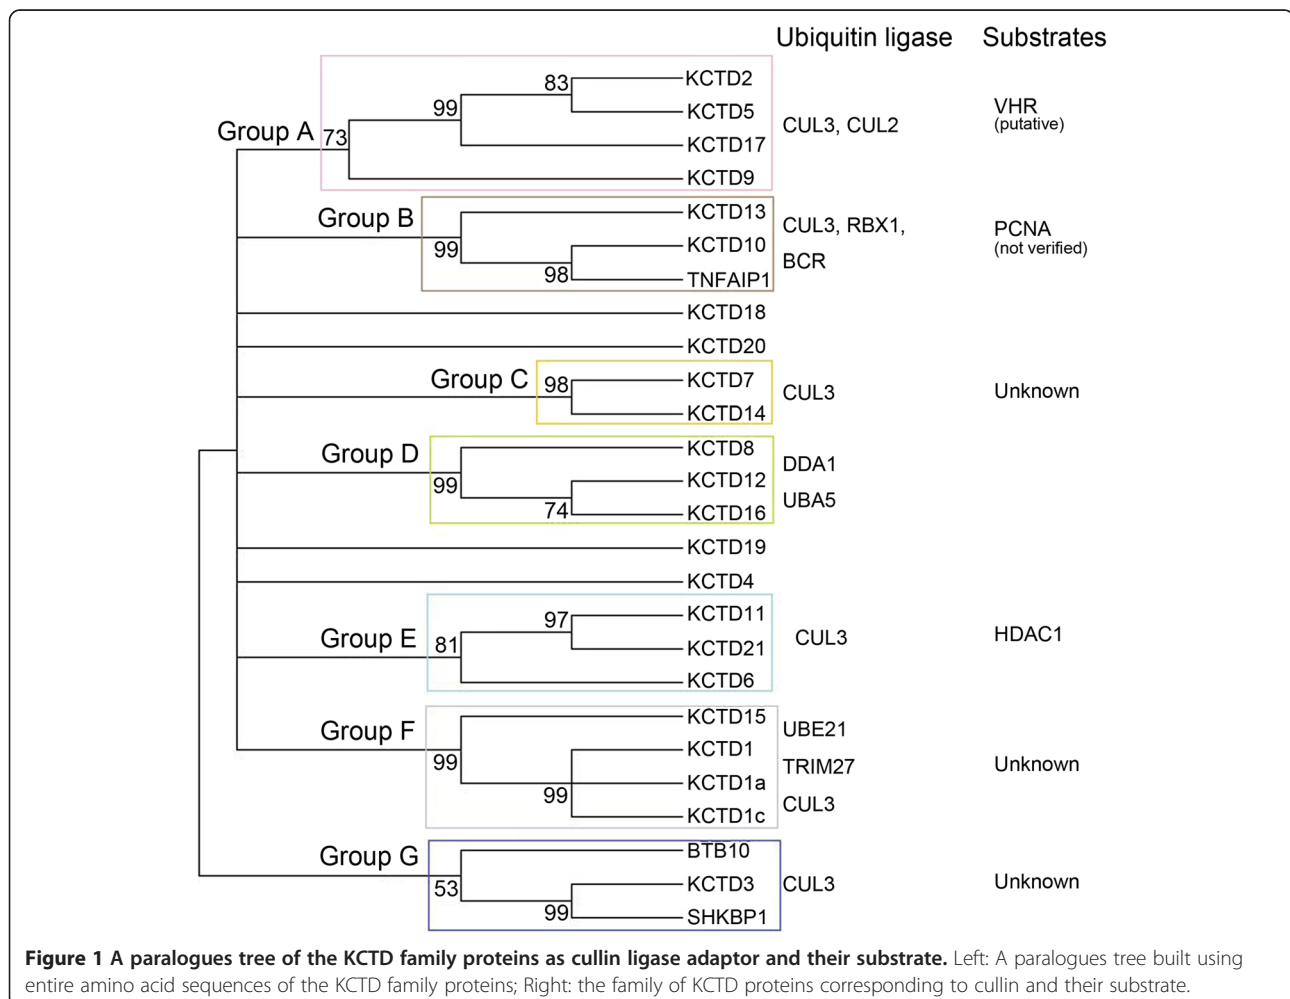 Ubiquitin ligase Substrates
Group A
73
99
83
KCTD2
KCTD5
KCTD17
KCTD9
CUL3, CUL2
VHR
(putative)
Group B
99
98
KCTD13
KCTD10
TNFAIP1
CUL3, RBX1,
BCR
PCNA
(not verified)
KCTD18
KCTD20
Group C
98
KCTD7
KCTD14
CUL3
Unknown
Group D
99
74
KCTD8
KCTD12
KCTD16
DDA1
UBA5
KCTD19
KCTD4
Group E
81
97
KCTD11
KCTD21
KCTD6
CUL3
HDAC1
Group F
99
99
KCTD15
KCTD1
KCTD1a
KCTD1c
UBE21
TRIM27
CUL3
Unknown
Group G
53
99
BTB10
KCTD3
SHKBP1
CUL3
Unknown
Figure 1 A paralogues tree of the KCTD family proteins as cullin ligase adaptor and their substrate. Left: A paralogues tree built using
entire amino acid sequences of the KCTD family proteins; Right: the family of KCTD proteins corresponding to cullin and their substrate.